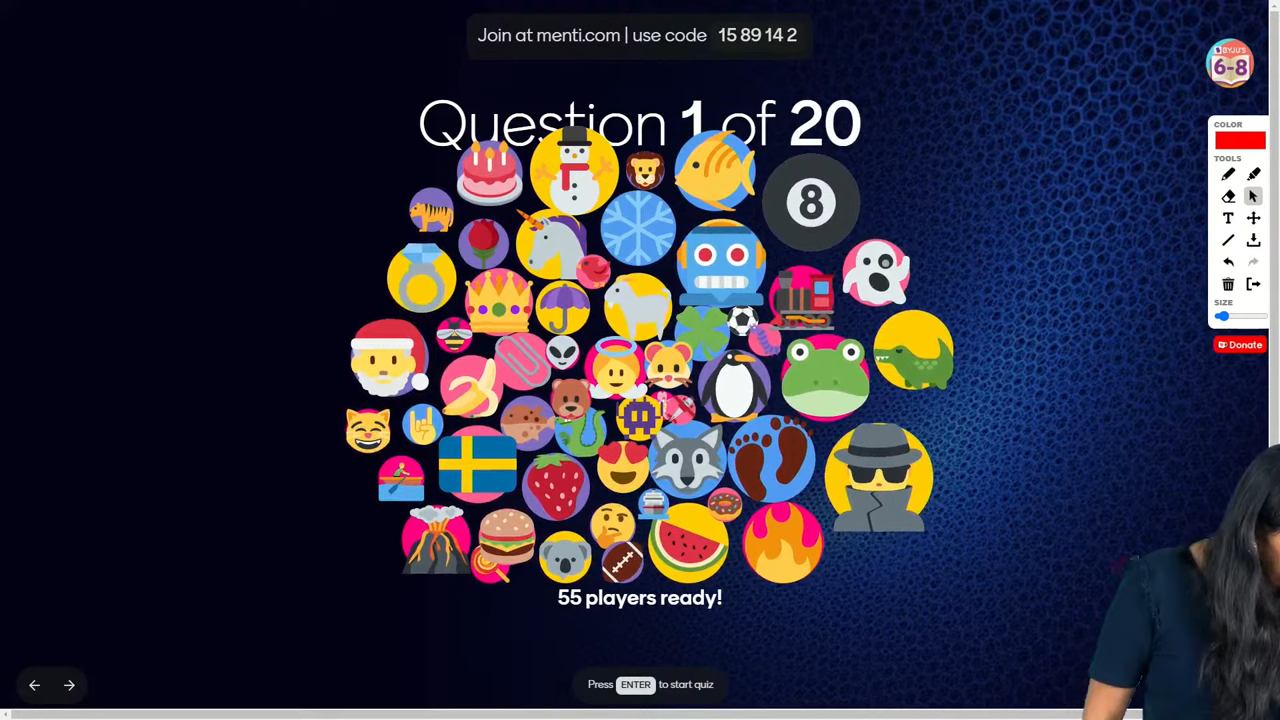 Join at menti.com | use code 15 89 14 2
BYJU'S
6-8
Question 1 of 20
8
COLOR
TOOLS
T
SIZE
Donate
55 players ready!
Press ENTER to start quiz